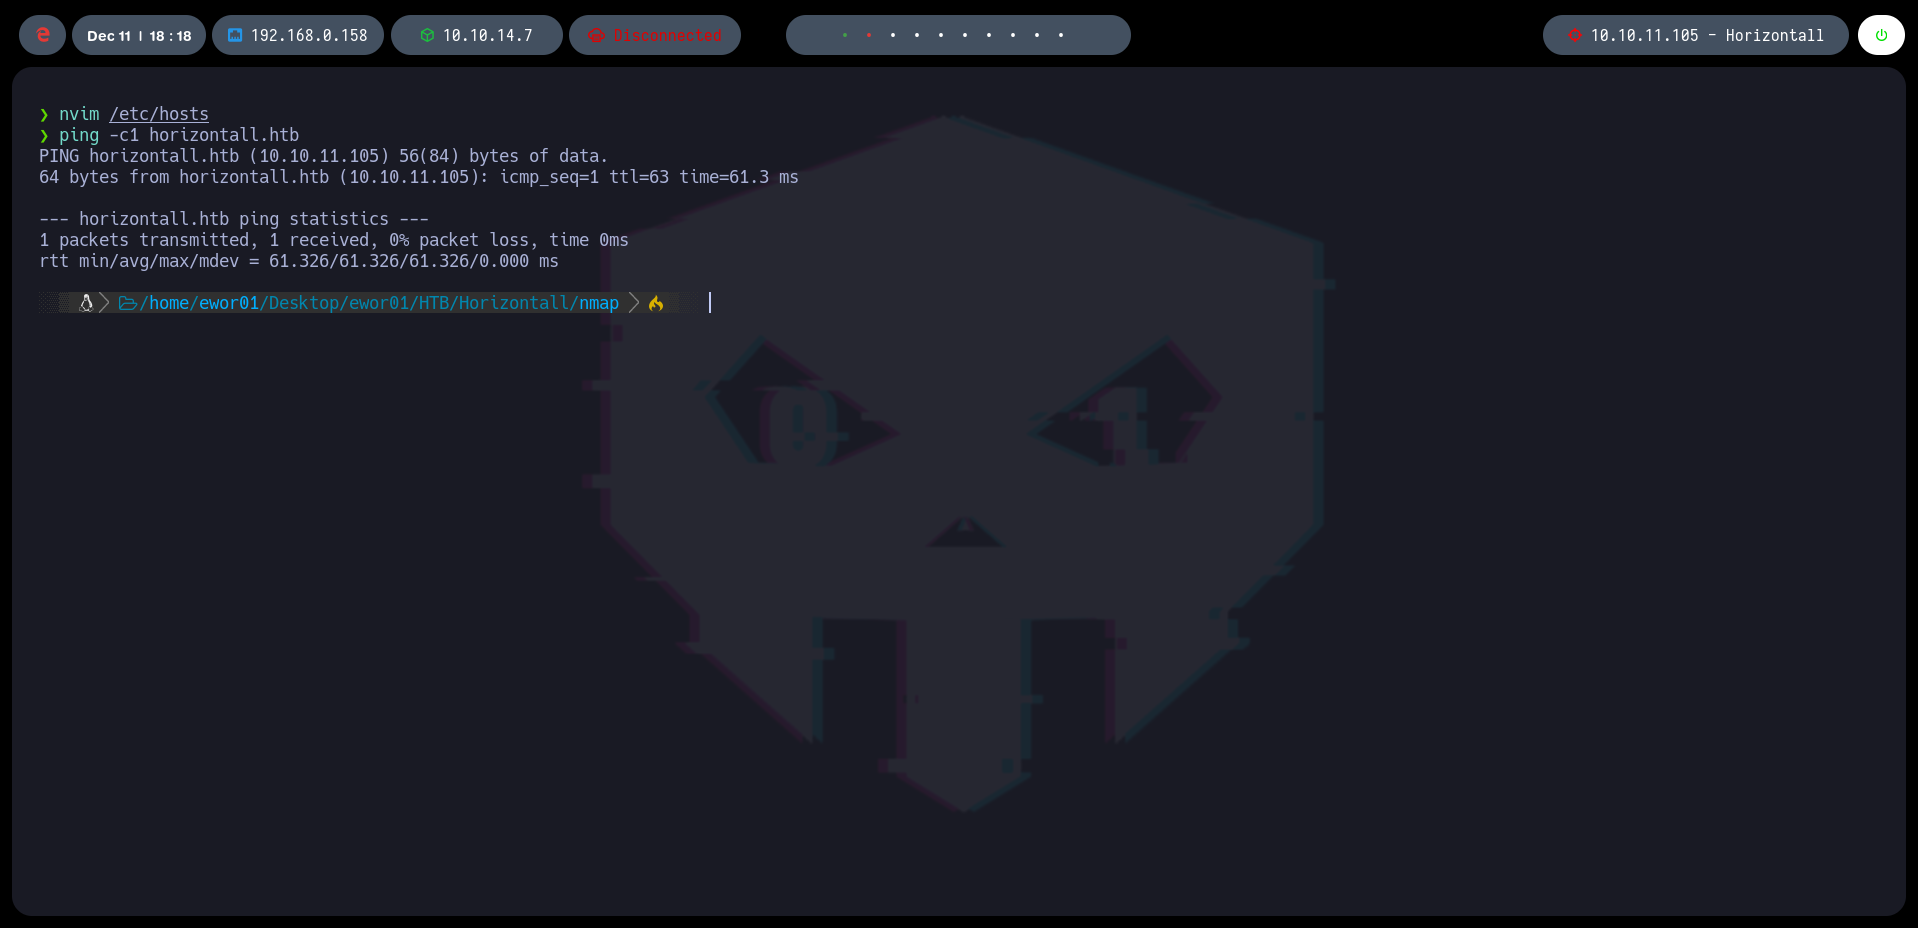 Dec 11 | 18 : 18 192.168.0.158 10.10.14.7 Disconnected 10.10.11.105 - Horizontall
❯ nvim /etc/hosts
❯ ping -c1 horizontall.htb
PING horizontall.htb (10.10.11.105) 56(84) bytes of data.
64 bytes from horizontall.htb (10.10.11.105): icmp_seq=1 ttl=63 time=61.3 ms
--- horizontall.htb ping statistics ---
1 packets transmitted, 1 received, 0% packet loss, time 0ms
rtt min/avg/max/mdev = 61.326/61.326/61.326/0.000 ms
/home/ewor01/Desktop/ewor01/HTB/Horizontall/nmap
0 1